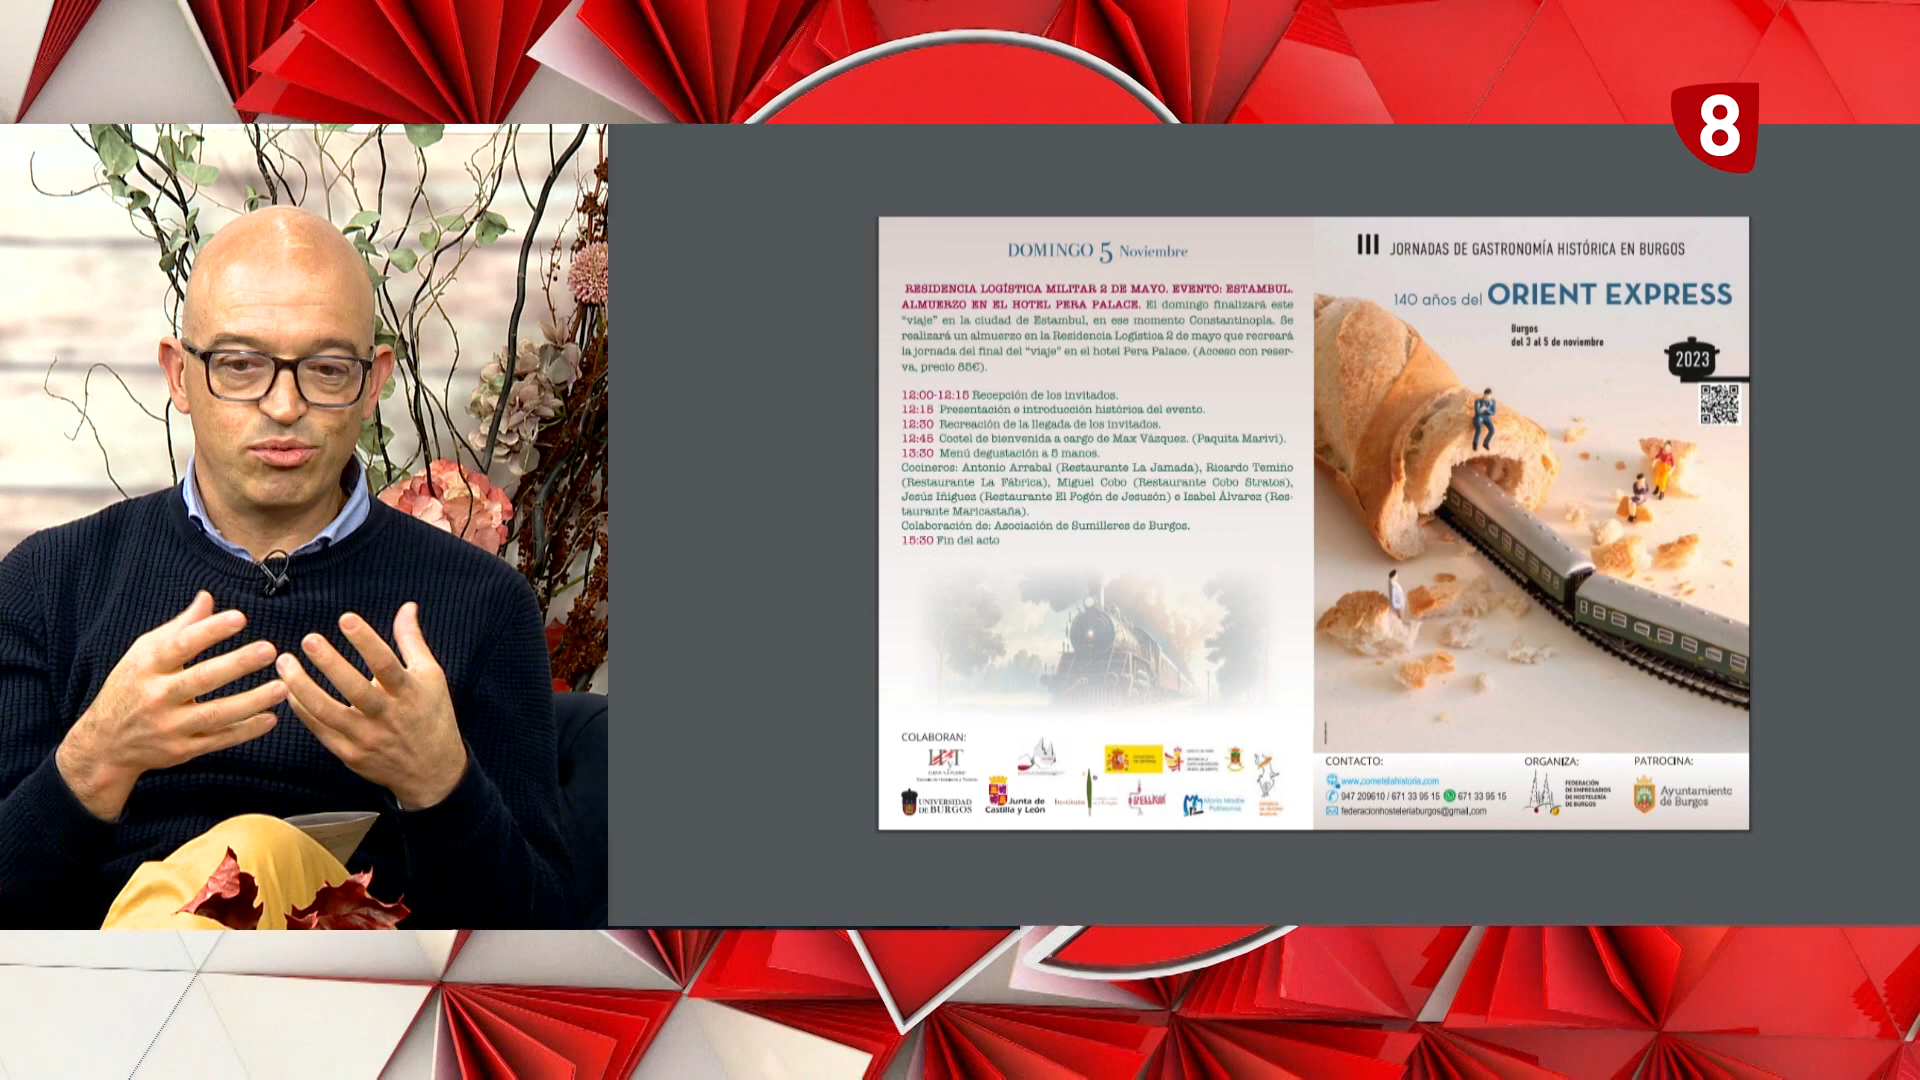 8
DOMINGO 5 Noviembre
RESIDENCIA LOGÍSTICA MILITAR 2 DE MAYO. EVENTO: ESTAMBUL.
ALMUERZO EN EL HOTEL PERA PALACE. El domingo finalizará este
"viaje" en la ciudad de Estambul, en ese momento Constantinopla. Se
realizará un almuerzo en la Residencia Logística 2 de mayo que recreará
la jornada del final del "viaje" en el hotel Pera Palace. (Acceso con reser-
va, precio 85€).
12:00-12:15 Recepción de los invitados.
12:15 Presentación e introducción histórica del evento.
12:30 Recreación de la llegada de los invitados.
12:45 Coctel de bienvenida a cargo de Max Vázquez. (Paquita Mariví).
13:30 Menú degustación a 5 manos.
Cocineros: Antonio Arrabal (Restaurante La Jamada), Ricardo Temiño
(Restaurante La Fábrica), Miguel Cobo (Restaurante Cobo Stratos),
Jesús Iñiguez (Restaurante El Fogón de Jesusón) e Isabel Álvarez (Res-
taurante Maricastaña).
Colaboración de: Asociación de Sumilleres de Burgos.
15:30 Fin del acto
COLABORAN:
UNIVERSIDAD
DE BURGOS
Junta de
Castilla y León
Instituto
María Madre
Politecnos
III JORNADAS DE GASTRONOMÍA HISTÓRICA EN BURGOS
140 años del ORIENT EXPRESS
Burgos
del 3 al 5 de noviembre
2023
CONTACTO:
www.cometelahistoria.com
947 209610 / 671 33 95 15 671 33 95 15
federacionhosteleriaburgos@gmail.com
ORGANIZA:
FEDERACIÓN
DE EMPRESARIOS
DE HOSTELERÍA
DE BURGOS
PATROCINA:
Ayuntamiento
de Burgos